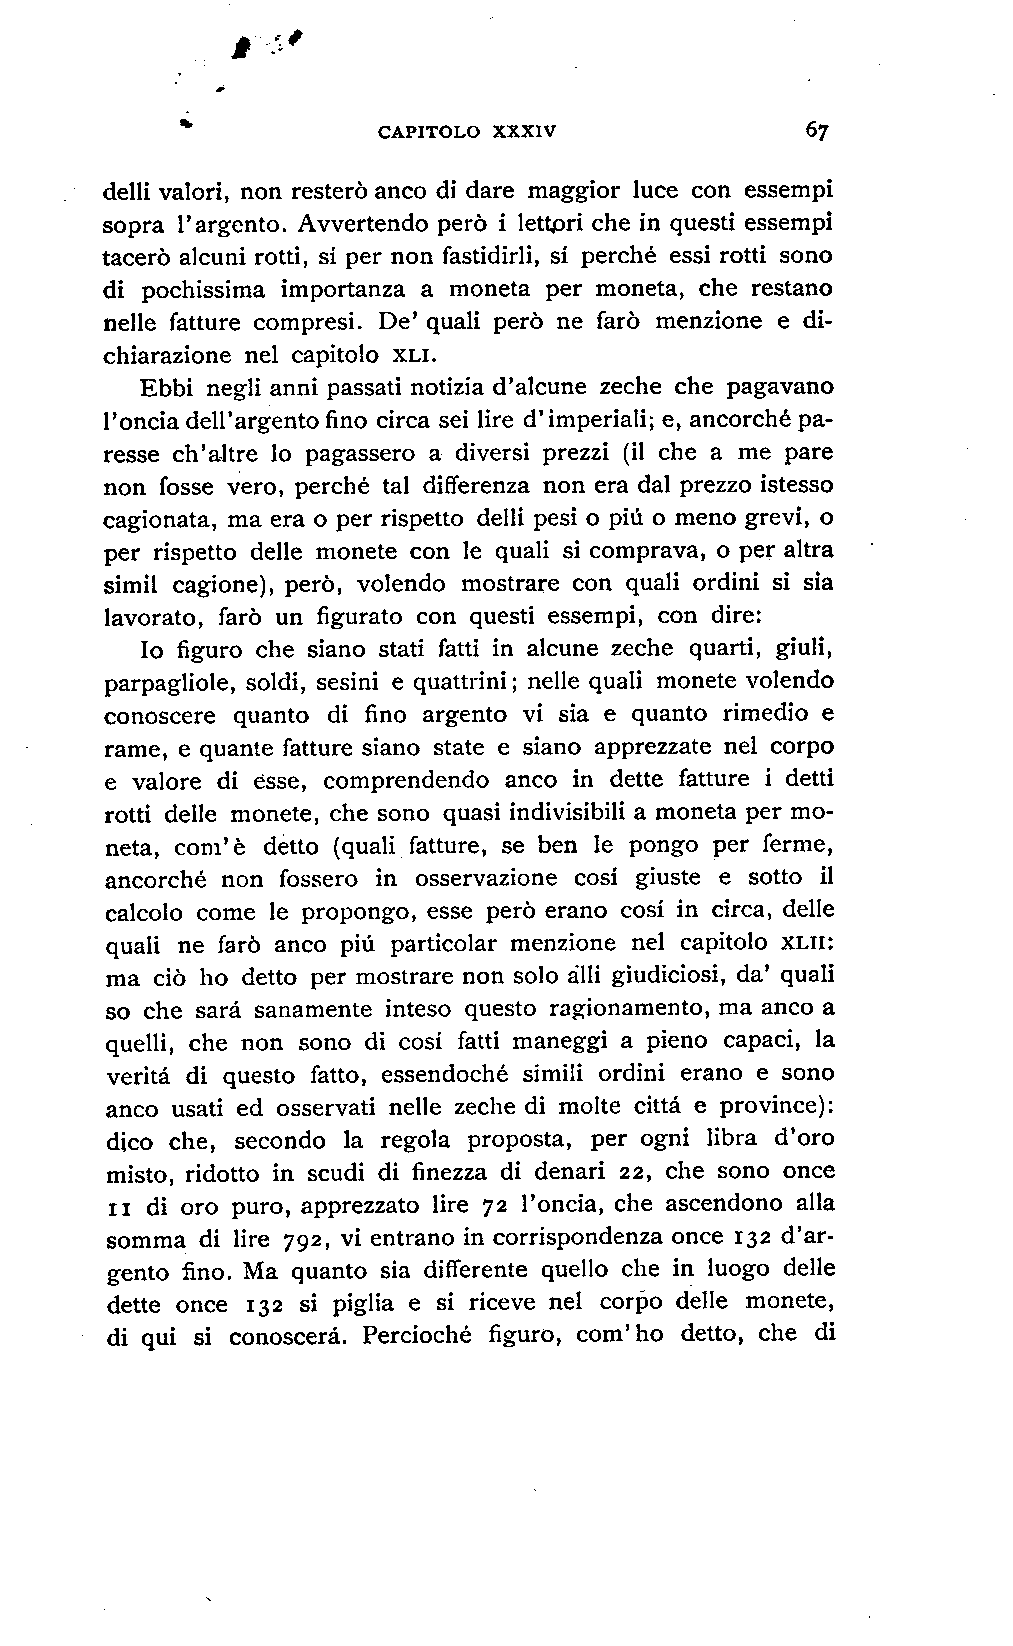 CAPITOLO XXXIV 67
delli valori, non resterò anco di dare maggior luce con essempi
sopra l'argento. Avvertendo però i lettori che in questi essempi
tacerò alcuni rotti, sí per non fastidirli, sí perché essi rotti sono
di pochissima importanza a moneta per moneta, che restano
nelle fatture compresi. De' quali però ne farò menzione e di-
chiarazione nel capitolo XLI.
Ebbi negli anni passati notizia d'alcune zeche che pagavano
l'oncia dell'argento fino circa sei lire d'imperiali; e, ancorché pa-
resse ch'altre lo pagassero a diversi prezzi (il che a me pare
non fosse vero, perché tal differenza non era dal prezzo istesso
cagionata, ma era o per rispetto delli pesi o piú o meno grevi, o
per rispetto delle monete con le quali si comprava, o per altra
simil cagione), però, volendo mostrare con quali ordini si sia
lavorato, farò un figurato con questi essempi, con dire:
Io figuro che siano stati fatti in alcune zeche quarti, giuli,
parpagliole, soldi, sesini e quattrini; nelle quali monete volendo
conoscere quanto di fino argento vi sia e quanto rimedio e
rame, e quante fatture siano state e siano apprezzate nel corpo
e valore di esse, comprendendo anco in dette fatture i detti
rotti delle monete, che sono quasi indivisibili a moneta per mo-
neta, com'è detto (quali fatture, se ben le pongo per ferme,
ancorché non fossero in osservazione cosí giuste e sotto il
calcolo come le propongo, esse però erano cosí in circa, delle
quali ne farò anco piú particolar menzione nel capitolo XLII:
ma ciò ho detto per mostrare non solo alli giudiciosi, da' quali
so che sará sanamente inteso questo ragionamento, ma anco a
quelli, che non sono di cosí fatti maneggi a pieno capaci, la
veritá di questo fatto, essendoché simili ordini erano e sono
anco usati ed osservati nelle zeche di molte cittá e province):
dico che, secondo la regola proposta, per ogni libra d'oro
misto, ridotto in scudi di finezza di denari 22, che sono once
11 di oro puro, apprezzato lire 72 l'oncia, che ascendono alla
somma di lire 792, vi entrano in corrispondenza once 132 d'ar-
gento fino. Ma quanto sia differente quello che in luogo delle
dette once 132 si piglia e si riceve nel corpo delle monete,
di qui si conoscerá. Percioché figuro, com'ho detto, che di